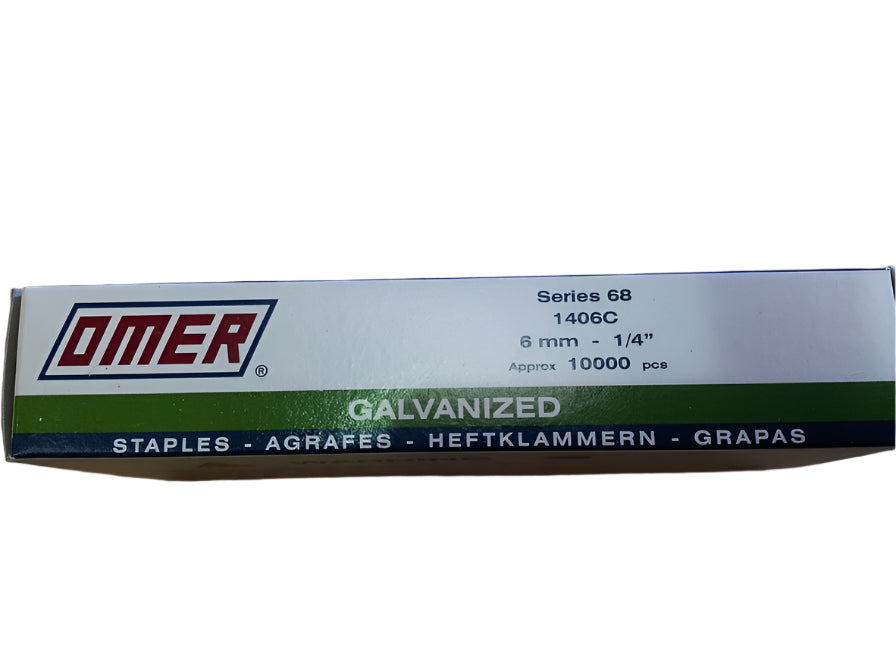 OMER ®
Series 68
1406C
6 mm - 1/4”
Approx 10000 pcs
GALVANIZED
STAPLES - AGRAFES - HEFTKLAMMERN - GRAPAS